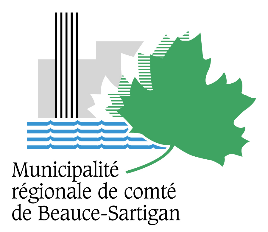 Municipalité
régionale de comté
de Beauce-Sartigan